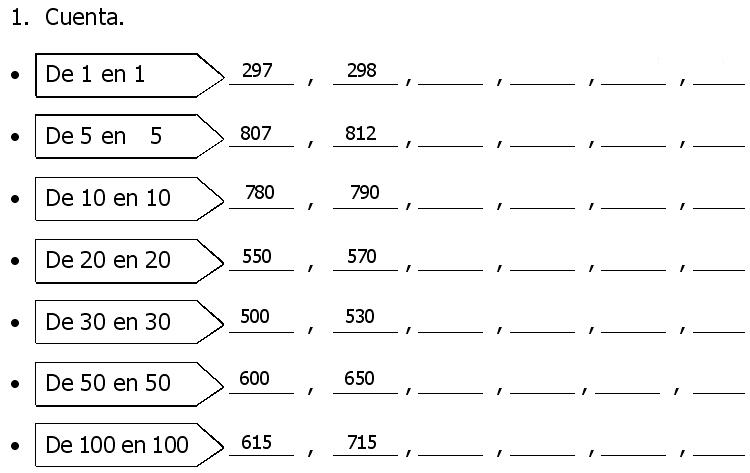 1. Cuenta.
• De 1 en 1 297 , 298 , ______ , ______ , ______ , ______
• De 5 en 5 807 , 812 , ______ , ______ , ______ , ______
• De 10 en 10 780 , 790 , ______ , ______ , ______ , ______
• De 20 en 20 550 , 570 , ______ , ______ , ______ , ______
• De 30 en 30 500 , 530 , ______ , ______ , ______ , ______
• De 50 en 50 600 , 650 , ______ , ______ , ______ , ______
• De 100 en 100 615 , 715 , ______ , ______ , ______ , ______